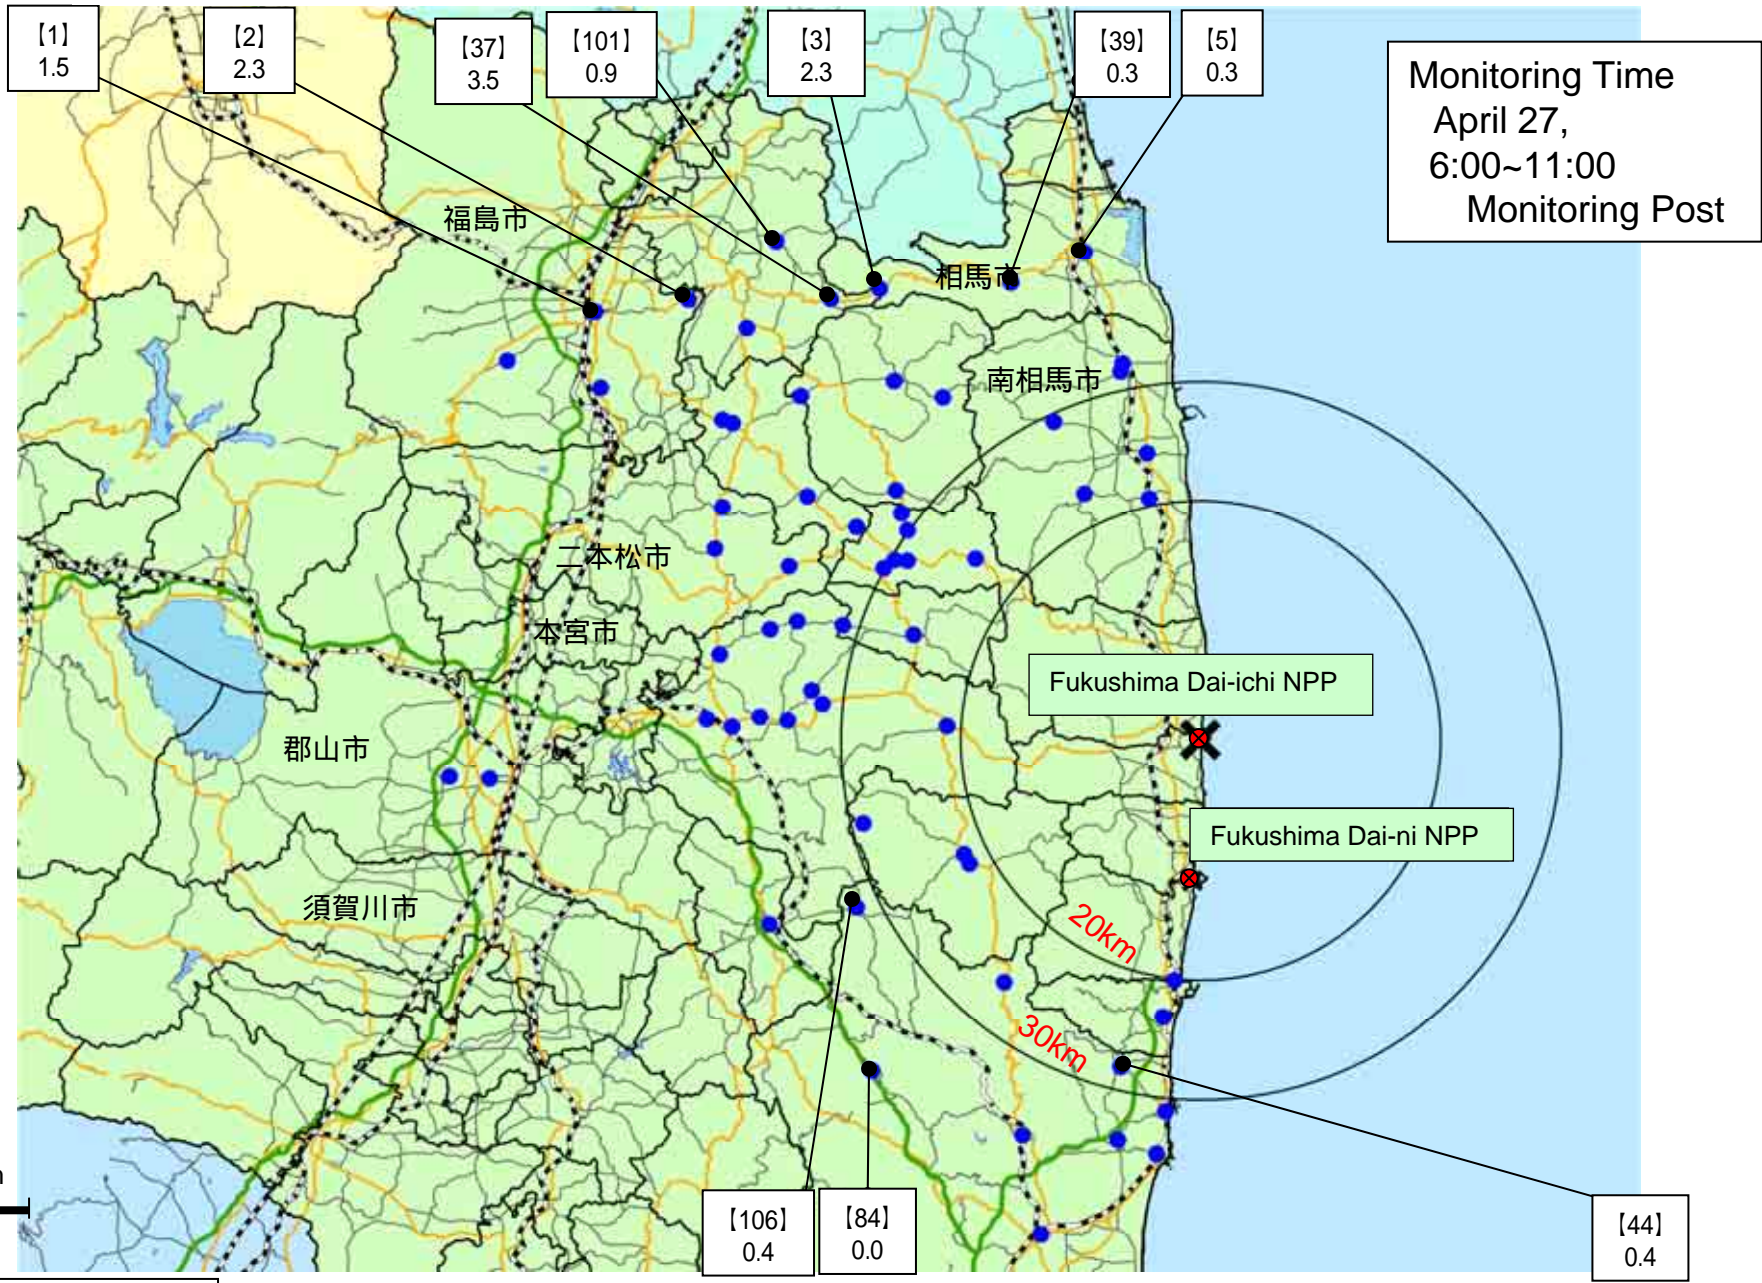 【1】
1.5
【2】
2.3
【37】
3.5
【101】
0.9
【3】
2.3
【39】
0.3
【5】
0.3
Monitoring Time
April 27,
6:00~11:00
Monitoring Post
福島市
相馬市
南相馬市
二本松市
本宮市
Fukushima Dai-ichi NPP
郡山市
Fukushima Dai-ni NPP
須賀川市
20km
30km
【106】
0.4
【84】
0.0
【44】
0.4